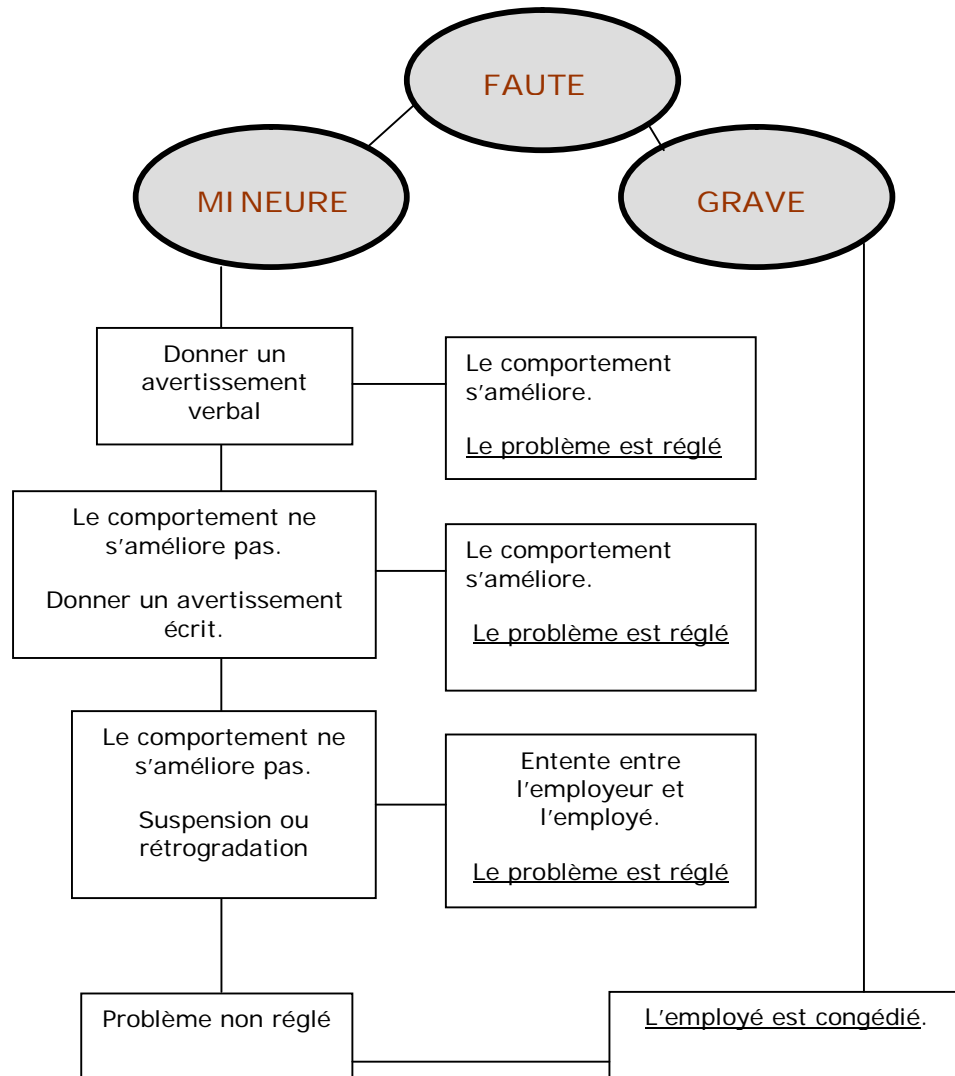 FAUTE
MINEURE
GRAVE
Donner un
avertissement
verbal
Le comportement
s'améliore.
Le problème est réglé
Le comportement ne
s'améliore pas.
Donner un avertissement
écrit.
Le comportement
s'améliore.
Le problème est réglé
Le comportement ne
s'améliore pas.
Suspension ou
rétrogradation
Entente entre
l'employeur et
l'employé.
Le problème est réglé
Problème non réglé
L'employé est congédié.